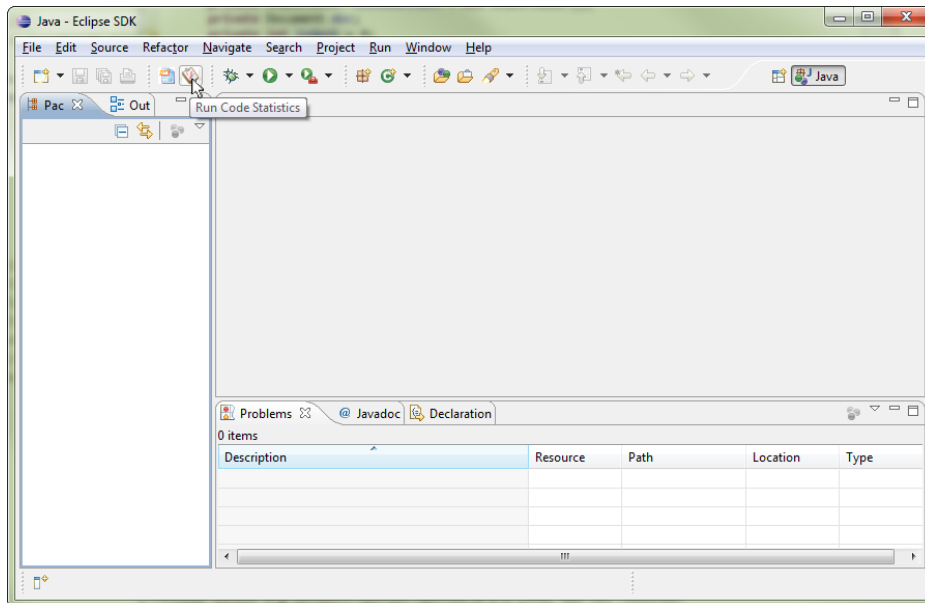 Java - Eclipse SDK
File Edit Source Refactor Navigate Search Project Run Window Help
Java
Pac Out
Run Code Statistics
Problems @ Javadoc Declaration
0 items
Description Resource Path Location Type